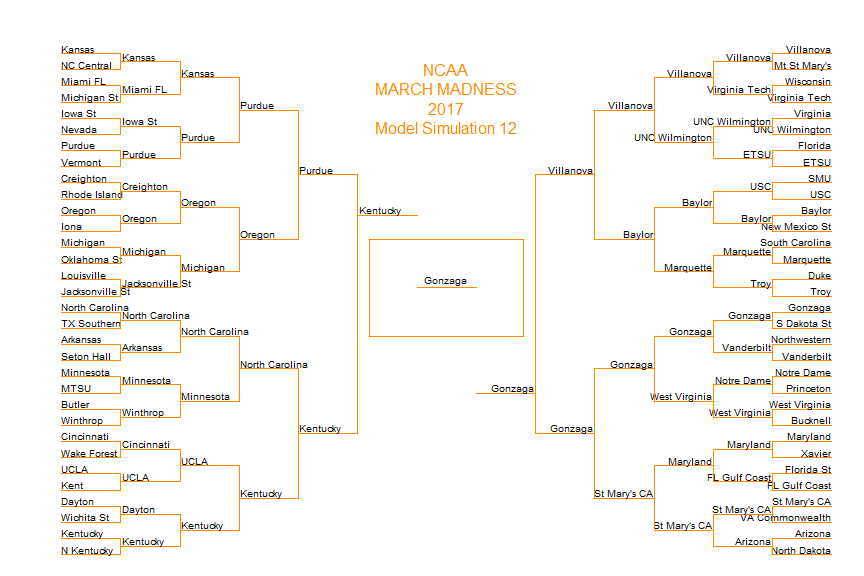 NCAA
MARCH MADNESS
2017
Model Simulation 12
Kansas
NC Central
Miami FL
Michigan St
Iowa St
Nevada
Purdue
Vermont
Creighton
Rhode Island
Oregon
Iona
Michigan
Oklahoma St
Louisville
Jacksonville St
North Carolina
TX Southern
Arkansas
Seton Hall
Minnesota
MTSU
Butler
Winthrop
Cincinnati
Wake Forest
UCLA
Kent
Dayton
Wichita St
Kentucky
N Kentucky
Kansas
Miami FL
Iowa St
Purdue
Creighton
Oregon
Michigan
Jacksonville St
North Carolina
Arkansas
Minnesota
Winthrop
Cincinnati
UCLA
Dayton
Kentucky
Kansas
Purdue
Oregon
Michigan
North Carolina
Minnesota
UCLA
Kentucky
Purdue
Oregon
North Carolina
Kentucky
Purdue
Kentucky
Kentucky
Gonzaga
Gonzaga
Villanova
Gonzaga
Villanova
Baylor
Gonzaga
St Mary's CA
Villanova
UNC Wilmington
Baylor
Marquette
Gonzaga
West Virginia
Maryland
St Mary's CA
Villanova
Virginia Tech
UNC Wilmington
ETSU
USC
Baylor
Marquette
Troy
Gonzaga
Vanderbilt
Notre Dame
West Virginia
Maryland
FL Gulf Coast
St Mary's CA
Arizona
Villanova
Mt St Mary's
Wisconsin
Virginia Tech
Virginia
UNC Wilmington
Florida
ETSU
SMU
USC
Baylor
New Mexico St
South Carolina
Marquette
Duke
Troy
Gonzaga
S Dakota St
Northwestern
Vanderbilt
Notre Dame
Princeton
West Virginia
Bucknell
Maryland
Xavier
Florida St
FL Gulf Coast
St Mary's CA
VA Commonwealth
Arizona
North Dakota